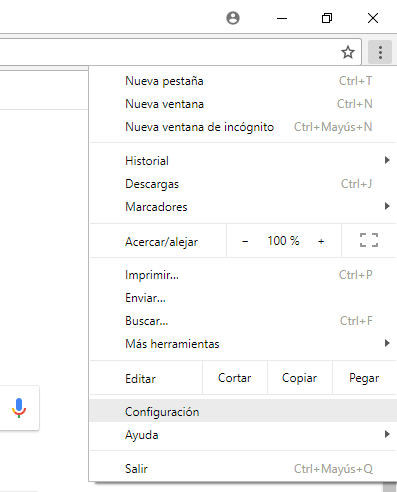 Nueva pestaña Ctrl+T
Nueva ventana Ctrl+N
Nueva ventana de incógnito Ctrl+Mayús+N
Historial
Descargas Ctrl+J
Marcadores
Acercar/alejar − 100 % +
Imprimir... Ctrl+P
Enviar...
Buscar... Ctrl+F
Más herramientas
Editar Cortar Copiar Pegar
Configuración
Ayuda
Salir Ctrl+Mayús+Q